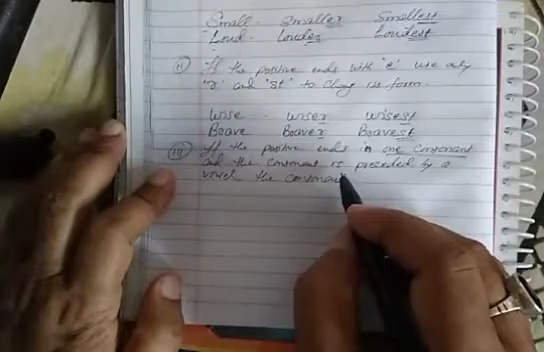 Small - Smaller Smallest
Loud - Louder Loudest
(ii) If the positive ends with 'e' use only
'r' and 'st' to change its form.
Wise - wiser wisest
Brave Braver Bravest
(iii) If the positive ends in one consonant
and the consonant is preceded by a
vowel the consonan